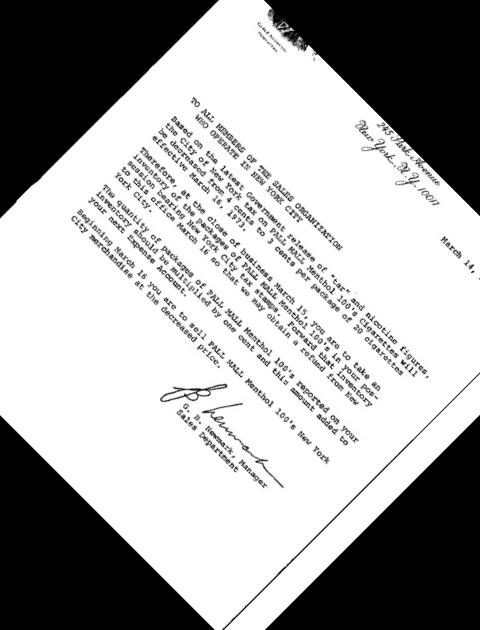 245 Park Avenue
New York, N.Y. 10017
March 14,
TO ALL MEMBERS OF THE SALES ORGANIZATION
WHO OPERATE IN NEW YORK CITY
Based on the latest Government release of "tar" and nicotine figures,
the City of New York tax on PALL MALL Menthol 100's Cigarettes will
be decreased from 4 cents to 3 cents per package of 20 cigarettes
effective March 16, 1973.
Therefore, at the close of business March 15, you are to take an
inventory of the packages of PALL MALL Menthol 100's in your pos-
session bearing New York City tax stamps. Forward that inventory
to this office March 16 so that we may obtain a refund from New
York City.
The quantity of packages of PALL MALL Menthol 100's reported on your
inventory should be multiplied by one cent and this amount added to
your next Expense Account.
Beginning March 16 you are to sell PALL MALL Menthol 100's New York
City merchandise at the decreased price.
G. B. Newmark, Manager
Sales Department